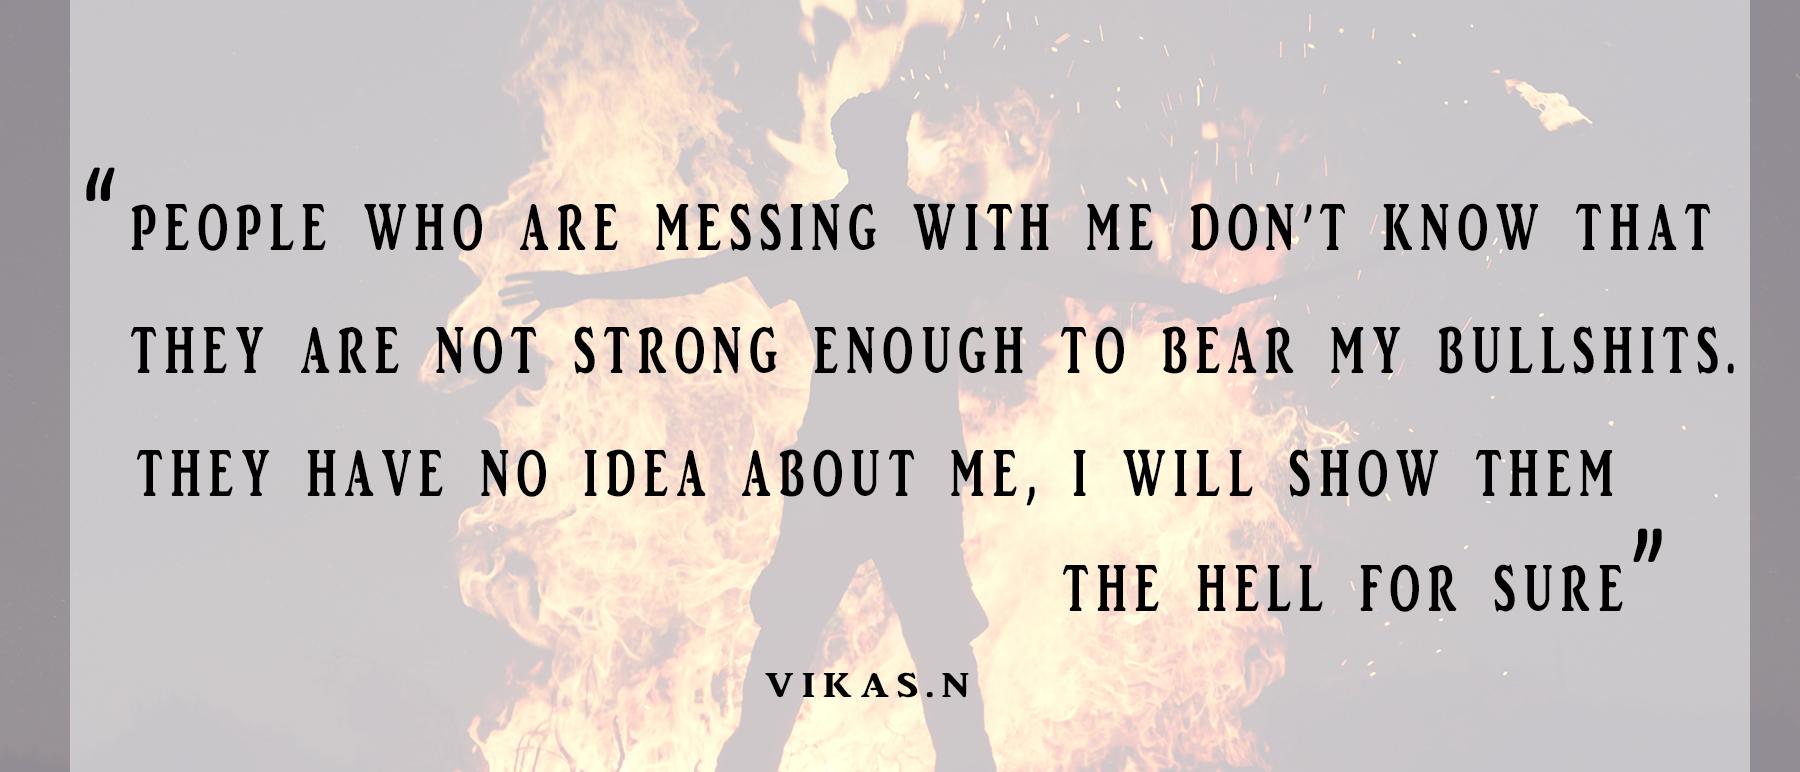 “PEOPLE WHO ARE MESSING WITH ME DON’T KNOW THAT
THEY ARE NOT STRONG ENOUGH TO BEAR MY BULLSHITS.
THEY HAVE NO IDEA ABOUT ME, I WILL SHOW THEM
THE HELL FOR SURE”
VIKAS.N